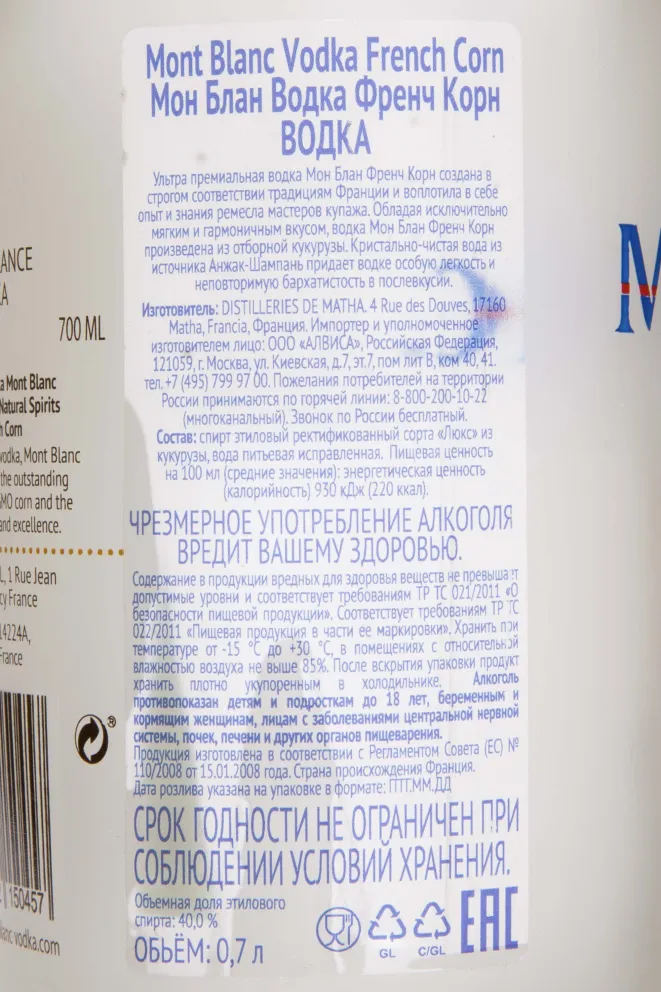 Mont Blanc Vodka French Corn
Мон Блан Водка Френч Корн
ВОДКА
Ультра премиальная водка Мон Блан Френч Корн создана в
строгом соответствии традициям Франции и воплотила в себе
опыт и знания ремесла мастеров купажа. Обладая исключительно
мягким и гармоничным вкусом, водка Мон Блан Френч Корн
произведена из отборной кукурузы. Кристально-чистая вода из
источника Анжак-Шампань придает водке особую легкость и
неповторимую бархатистость в послевкусии.
Изготовитель: DISTILLERIES DE MATHA. 4 Rue des Douves, 17160
Matha, Francia, Франция. Импортер и уполномоченное
изготовителем лицо: ООО «АЛВИСА», Российская Федерация,
121059, г. Москва, ул. Киевская, д.7, эт.7, пом лит В, ком 40, 41.
тел. +7 (495) 799 97 00. Пожелания потребителей на территории
России принимаются по горячей линии: 8-800-200-10-22
(многоканальный). Звонок по России бесплатный.
Состав: спирт этиловый ректификованный сорта «Люкс» из
кукурузы, вода питьевая исправленная. Пищевая ценность
на 100 мл (средние значения): энергетическая ценность
(калорийность) 930 кДж (220 ккал).
ЧРЕЗМЕРНОЕ УПОТРЕБЛЕНИЕ АЛКОГОЛЯ
ВРЕДИТ ВАШЕМУ ЗДОРОВЬЮ.
Содержание в продукции вредных для здоровья веществ не превышает
допустимые уровни и соответствует требованиям ТР ТС 021/2011 «О
безопасности пищевой продукции». Соответствует требованиям ТР ТС
022/2011 «Пищевая продукция в части ее маркировки». Хранить при
температуре от -15 °С до +30 °С, в помещениях с относительной
влажностью воздуха не выше 85%. После вскрытия упаковки продукт
хранить плотно укупоренным в холодильнике. Алкоголь
противопоказан детям и подросткам до 18 лет, беременным и
кормящим женщинам, лицам с заболеваниями центральной нервной
системы, почек, печени и других органов пищеварения.
Продукция изготовлена в соответствии с Регламентом Совета (ЕС) №
110/2008 от 15.01.2008 года. Страна происхождения Франция.
Дата розлива указана на упаковке в формате: ГГГГ.ММ.ДД
СРОК ГОДНОСТИ НЕ ОГРАНИЧЕН ПРИ
СОБЛЮДЕНИИ УСЛОВИЙ ХРАНЕНИЯ.
Объемная доля этилового
спирта: 40,0 %
ОБЪЁМ: 0,7 л
GL
C/GL
EAC
700 ML
Mont Blanc
Natural Spirits
Corn
vodka, Mont Blanc
the outstanding
corn and the
and excellence.
1 Rue Jean
France
14224A,
France
150457
vodka.com
M